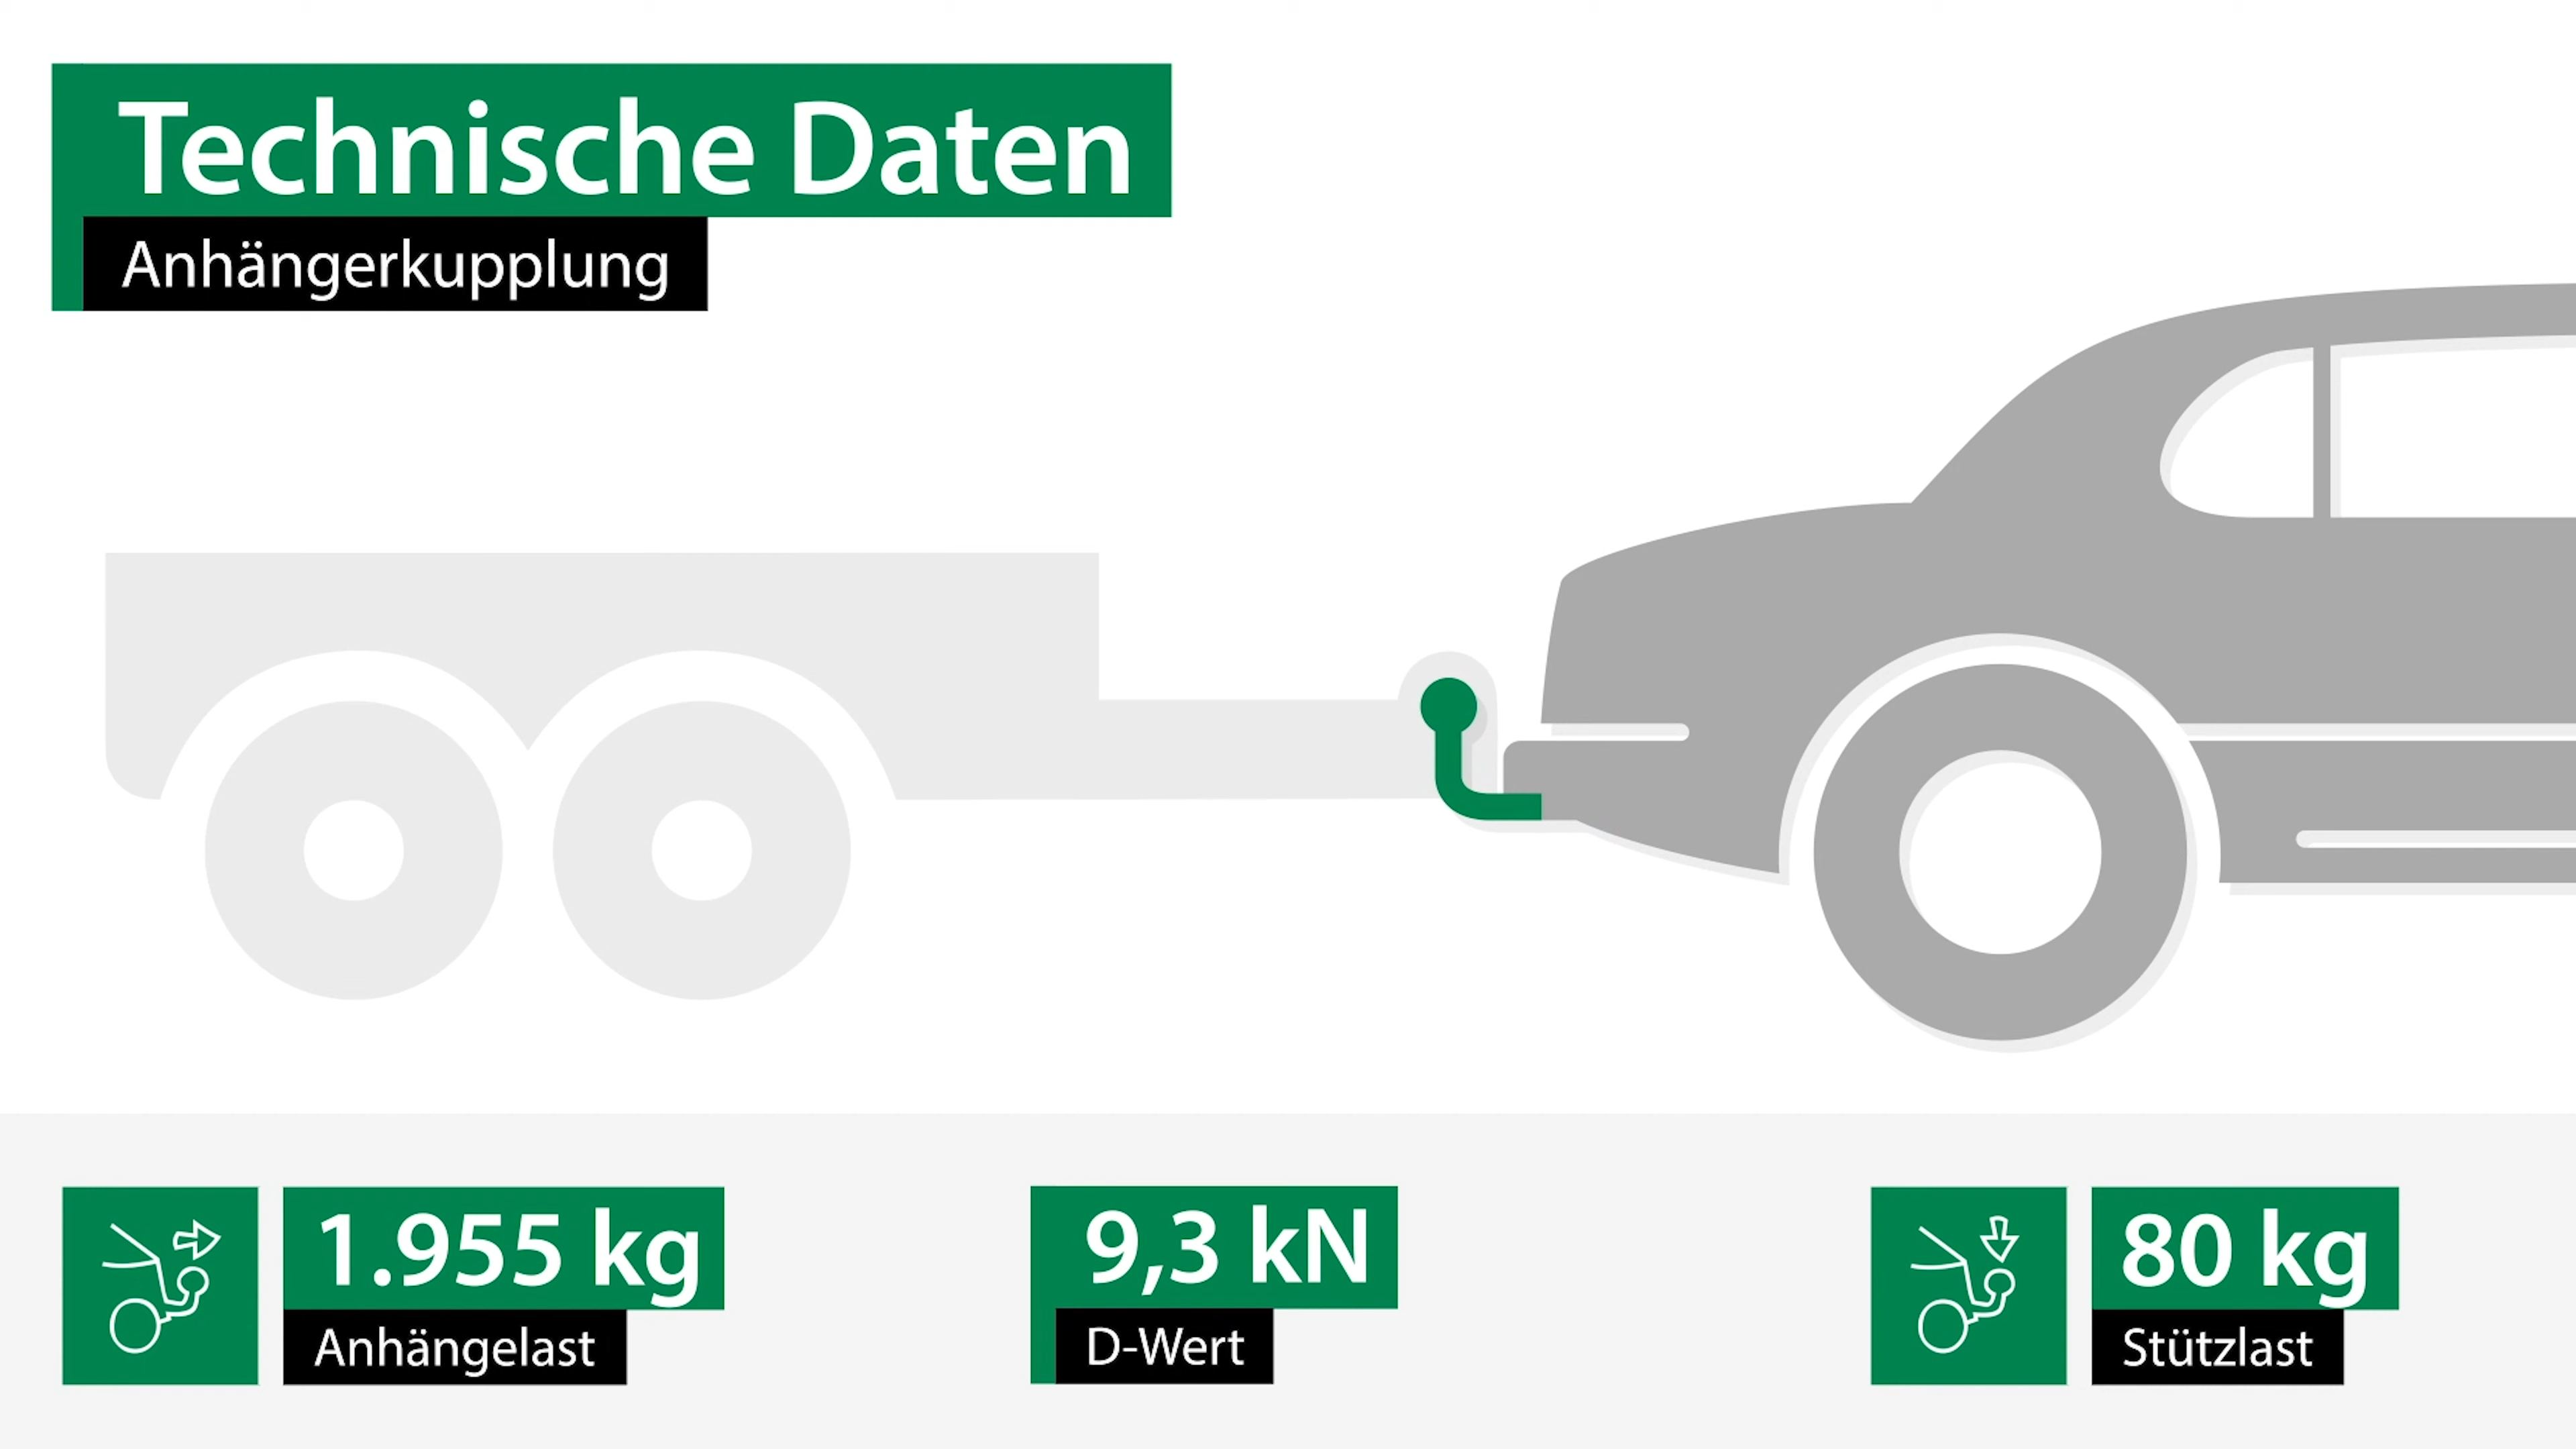 Technische Daten
Anhängerkupplung
1.955 kg
Anhängelast
9,3 kN
D-Wert
80 kg
Stützlast